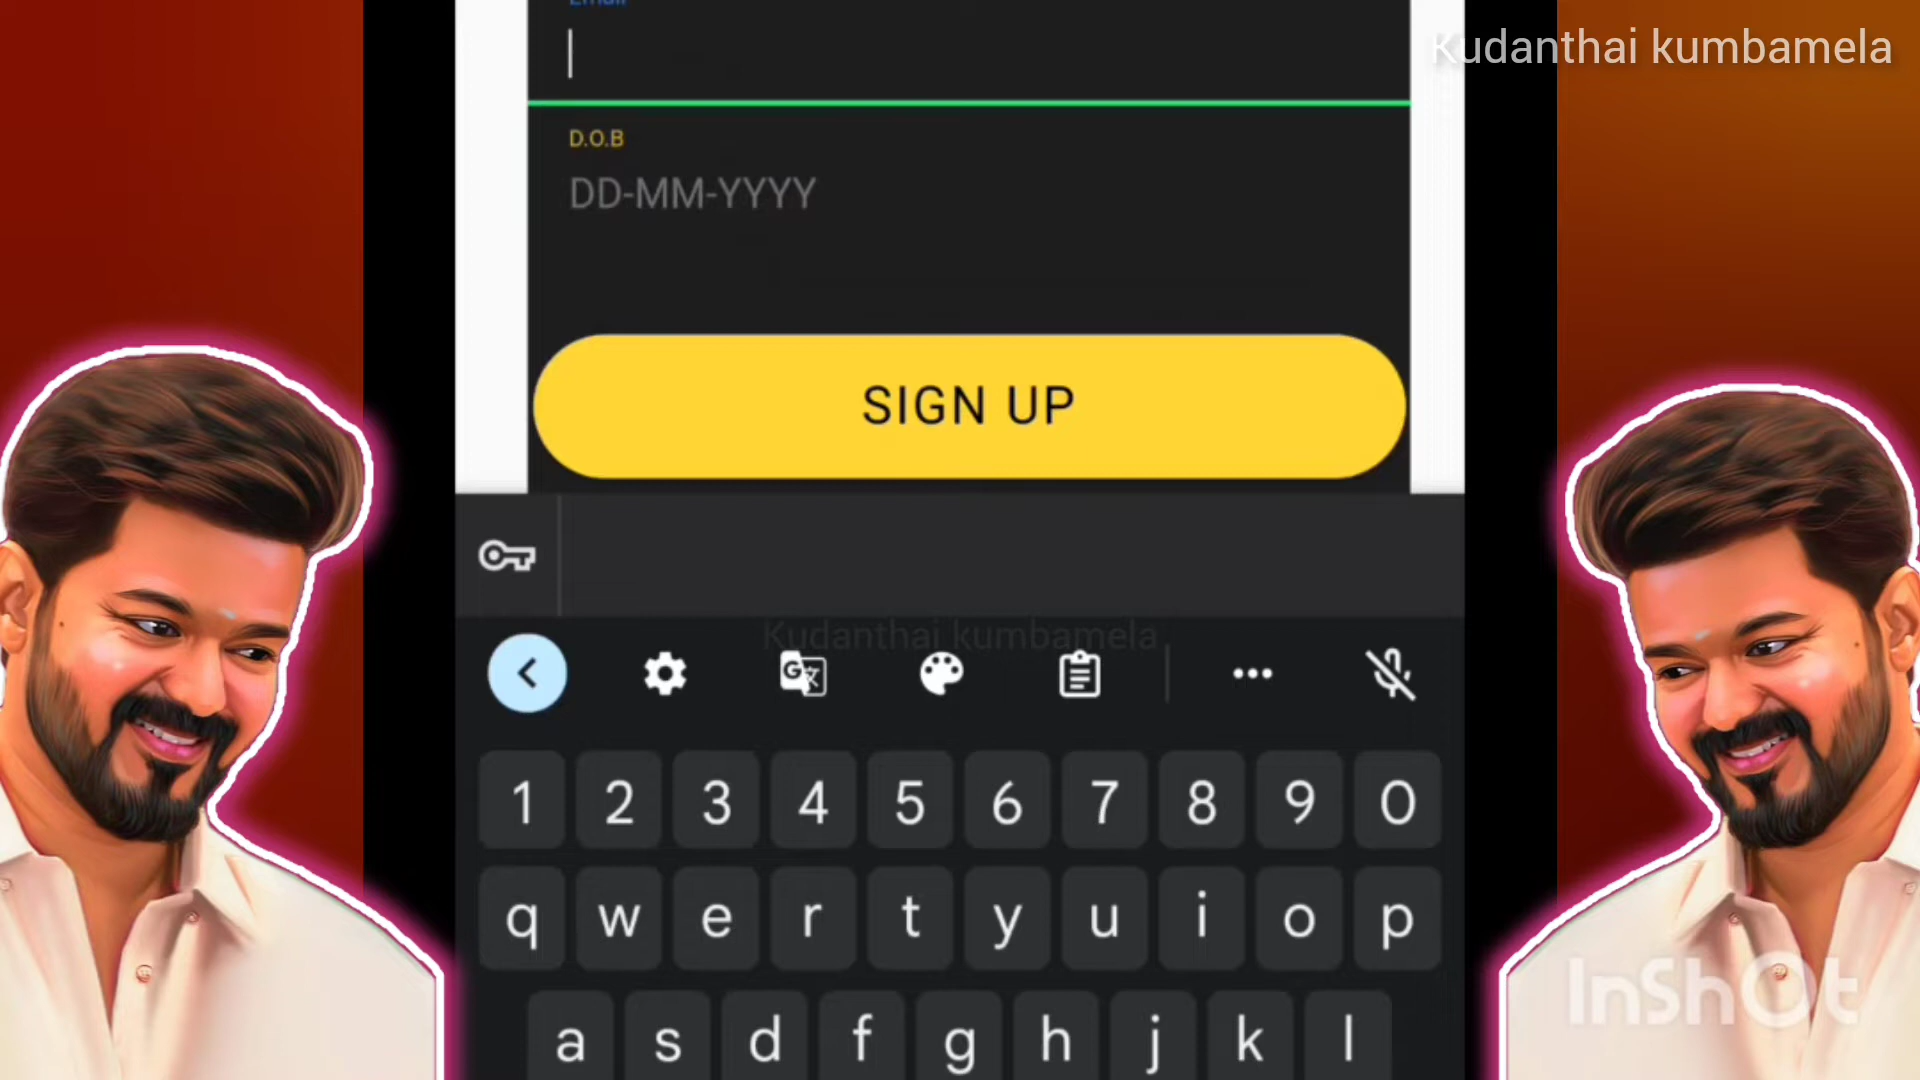 Email
Kudanthai kumbamela
D.O.B
DD-MM-YYYY
SIGN UP
Kudanthai kumbamela
1 2 3 4 5 6 7 8 9 0
q w e r t y u i o p
a s d f g h j k l
InShOt